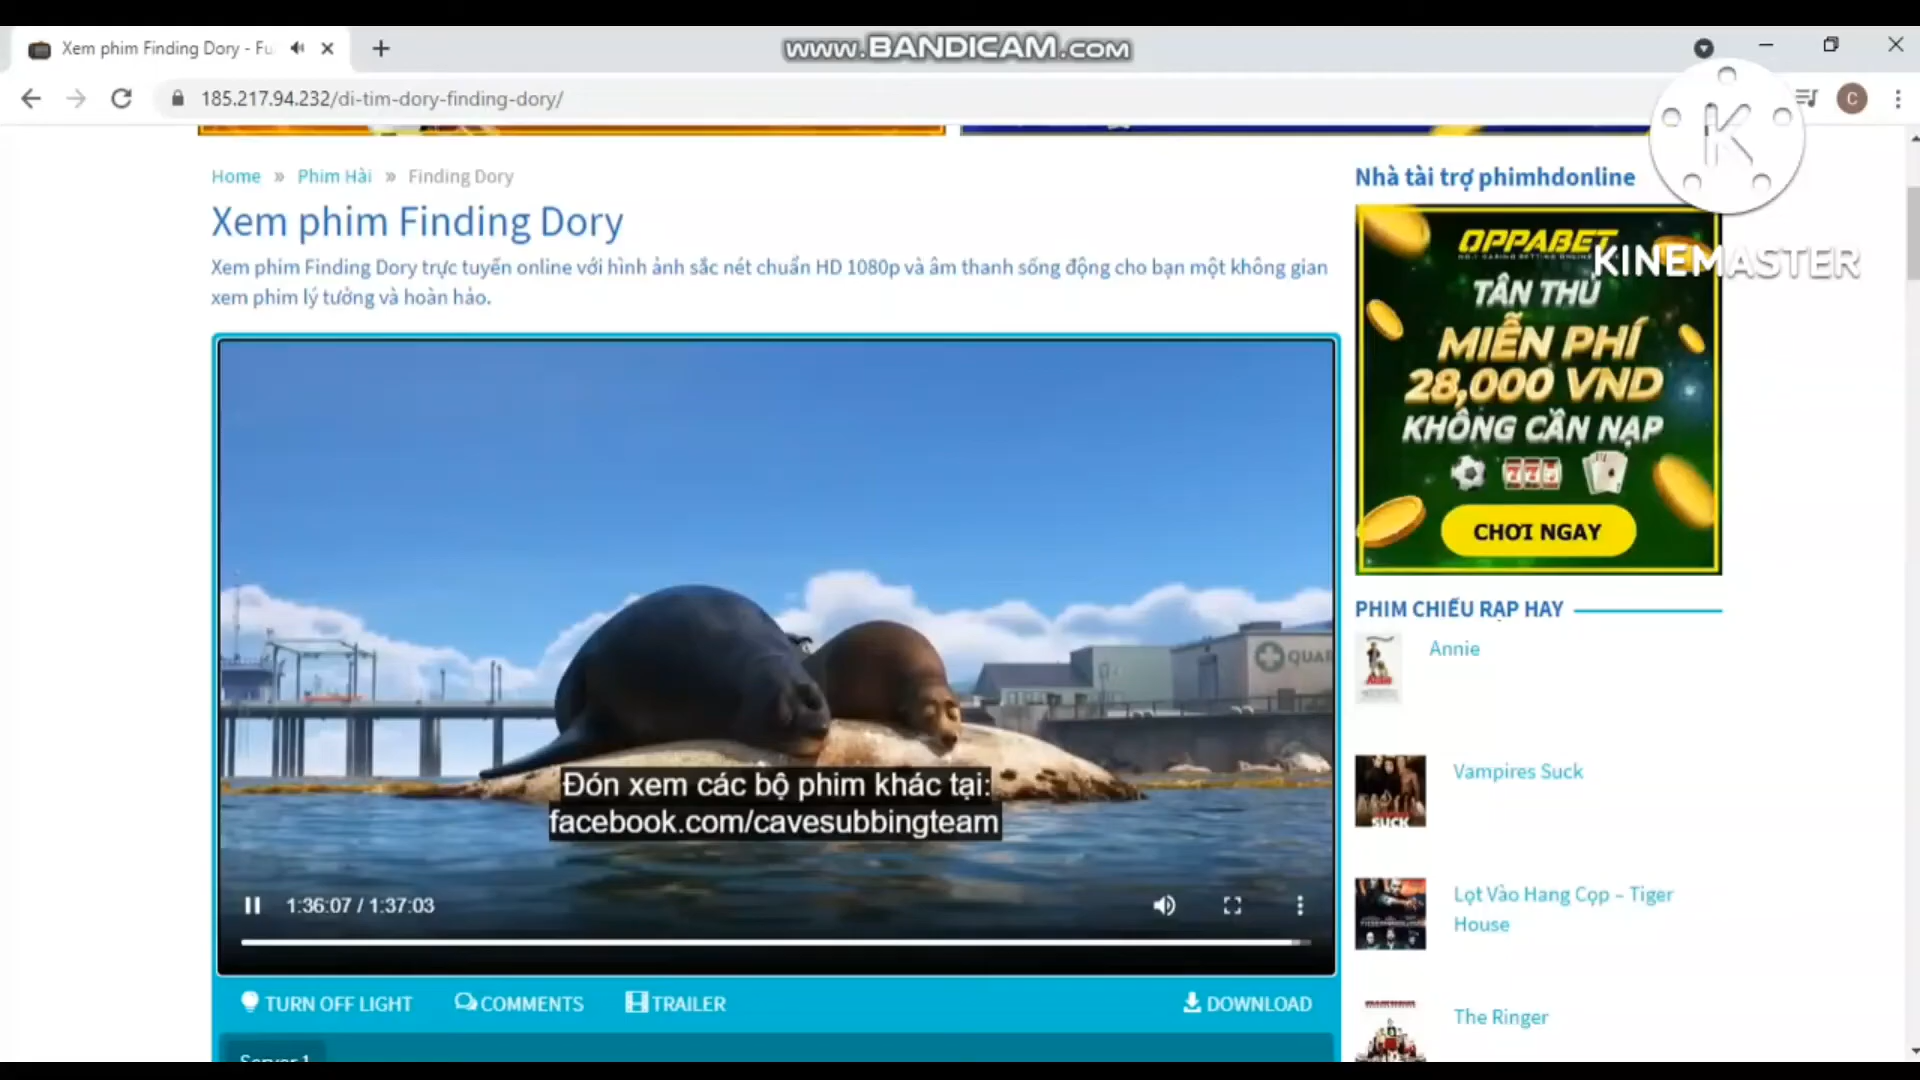 Xem phim Finding Dory - Fu
www.BANDICAM.com
185.217.94.232/di-tim-dory-finding-dory/
C
K
KINEMASTER
Home » Phim Hài » Finding Dory
Xem phim Finding Dory
Xem phim Finding Dory trực tuyến online với hình ảnh sắc nét chuẩn HD 1080p và âm thanh sống động cho bạn một không gian
xem phim lý tưởng và hoàn hảo.
QUAR
Đón xem các bộ phim khác tại:
facebook.com/cavesubbingteam
1:36:07 / 1:37:03
TURN OFF LIGHT COMMENTS TRAILER DOWNLOAD
Server 1
Nhà tài trợ phimhdonline
OPPABET
TÂN THỦ
MIỄN PHÍ
28,000 VND
KHÔNG CẦN NẠP
777
CHƠI NGAY
PHIM CHIẾU RẠP HAY
Annie
Vampires Suck
SUCK
Lọt Vào Hang Cọp – Tiger
House
The Ringer